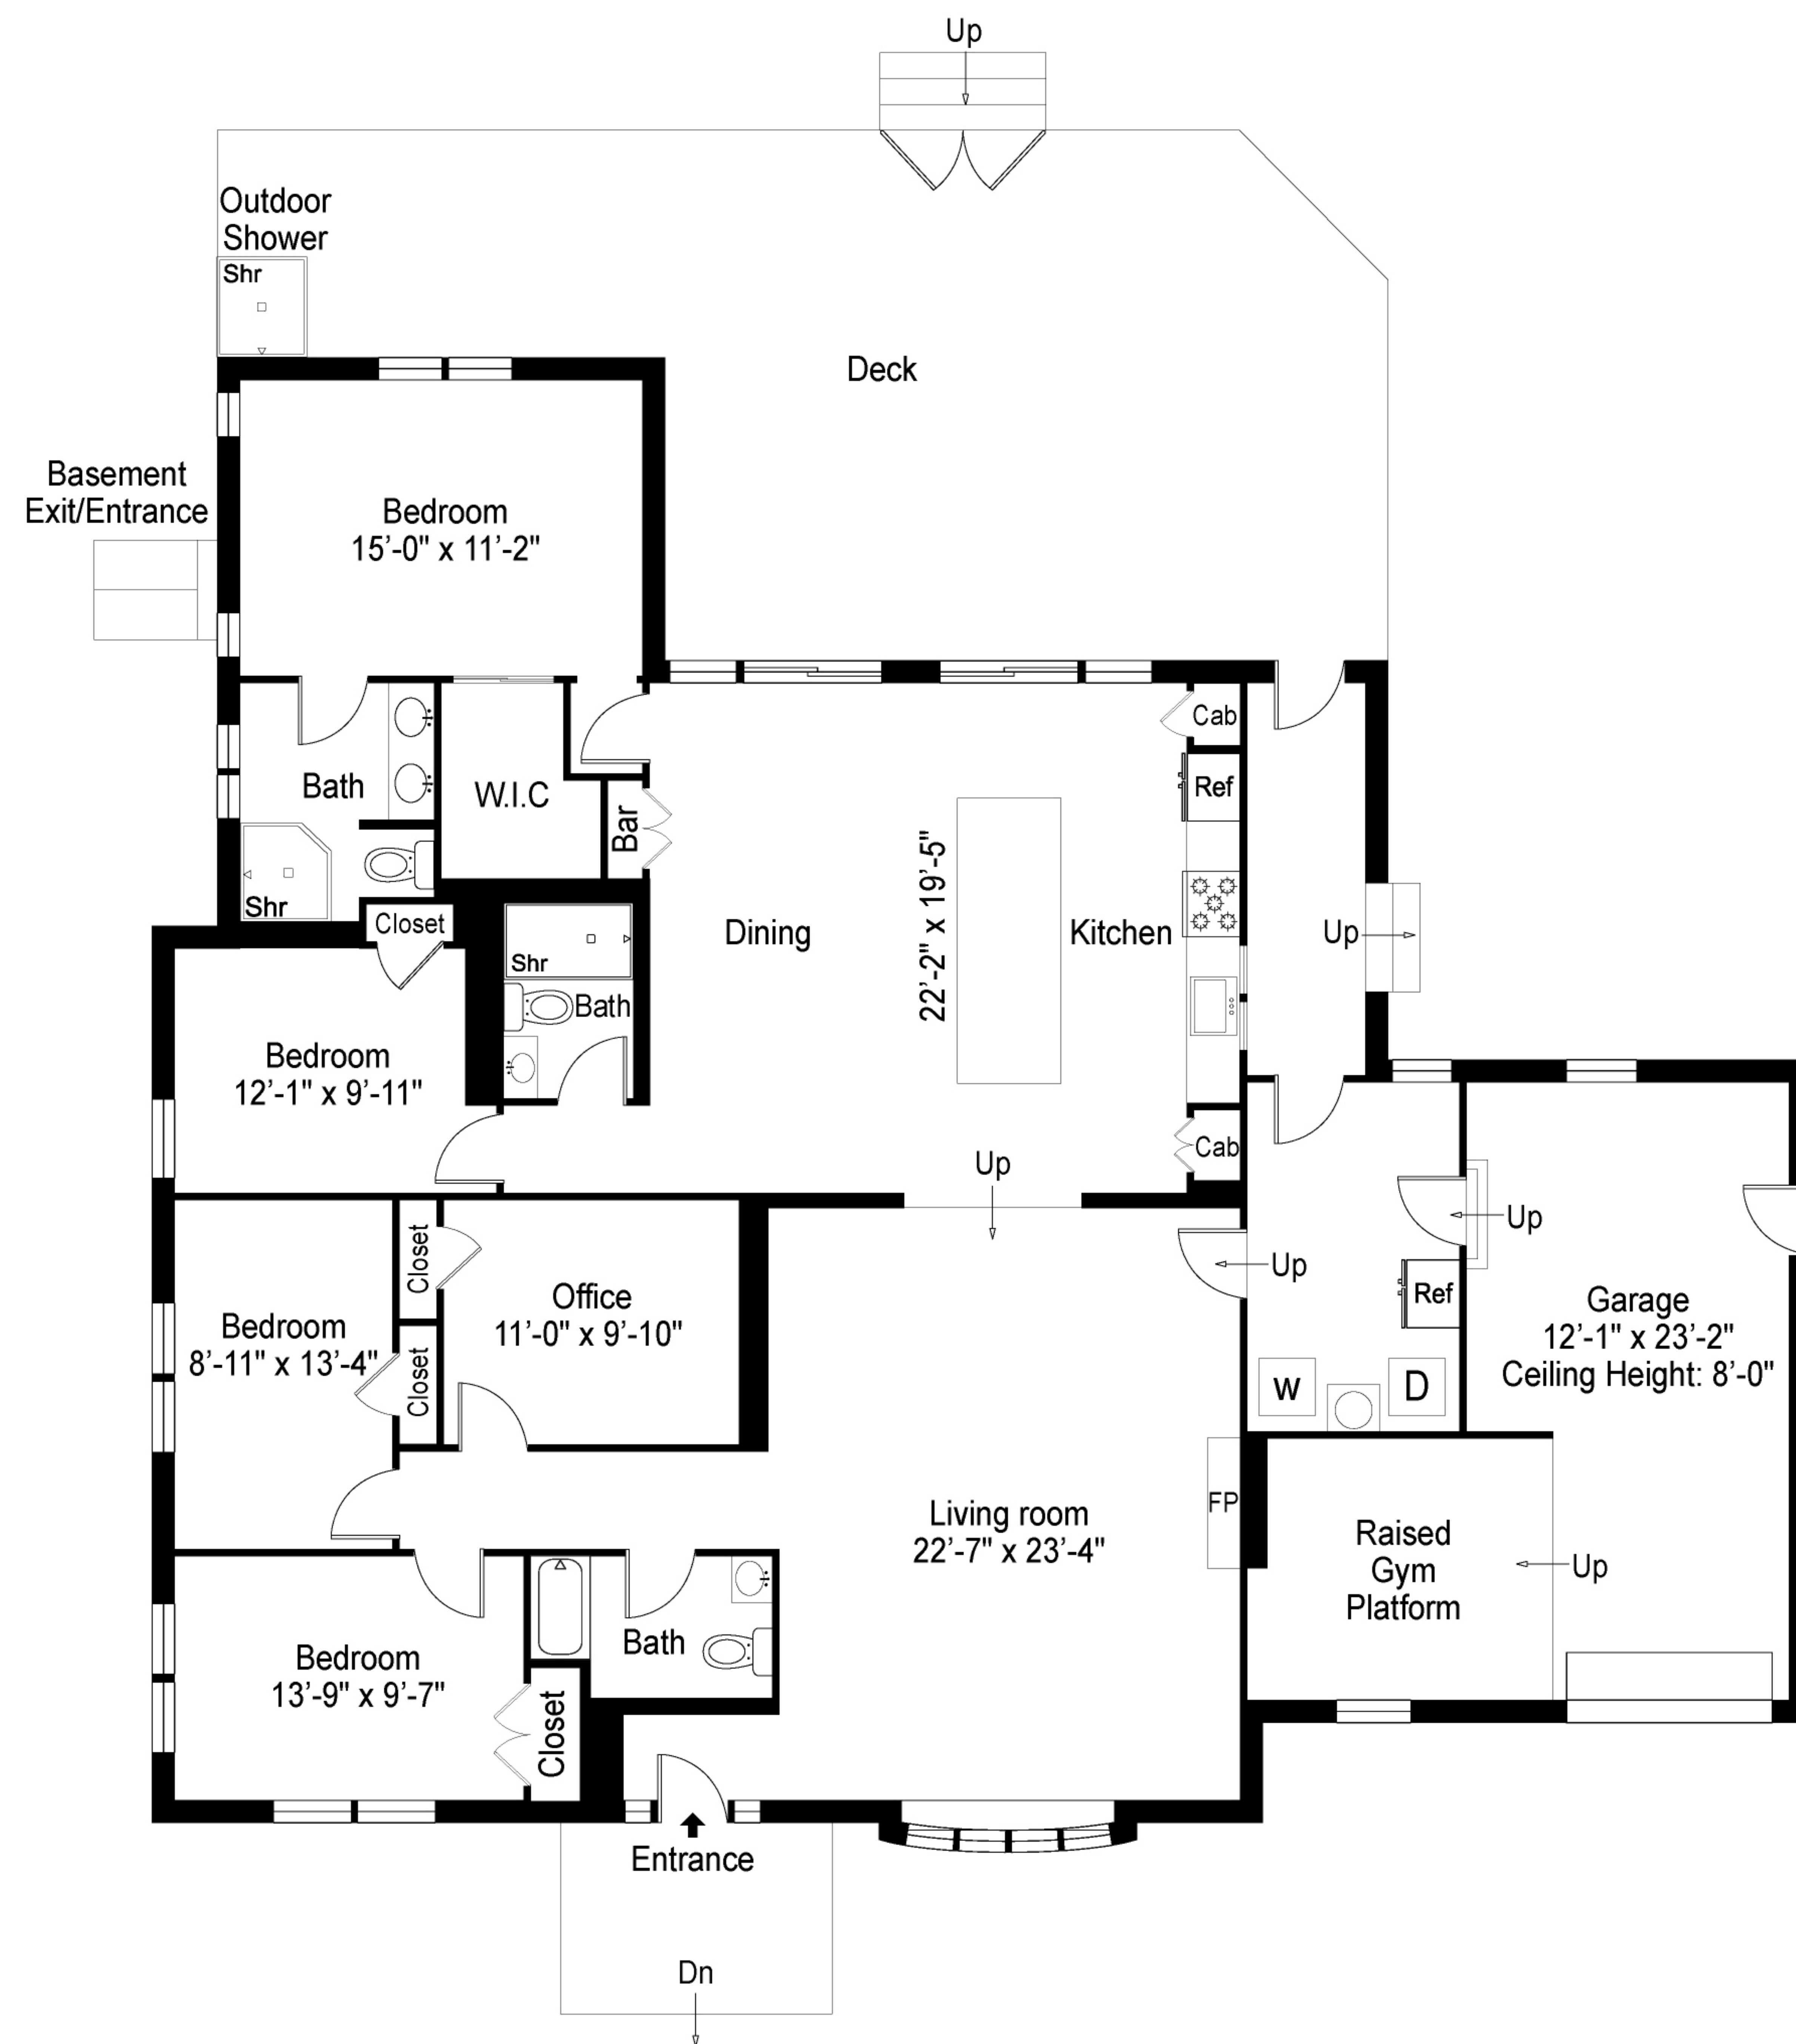 Up
Outdoor
Shower
Shr
Deck
Basement
Exit/Entrance
Bedroom
15'-0" x 11'-2"
Cab
Bath
W.I.C
Bar
Ref
Shr
Closet
Dining
22'-2" x 19'-5"
Kitchen
Up
Shr
Bath
Bedroom
12'-1" x 9'-11"
Cab
Up
Up
Closet
Up
Office
11'-0" x 9'-10"
Ref
Garage
12'-1" x 23'-2"
Ceiling Height: 8'-0"
Bedroom
8'-11" x 13'-4"
Closet
W
D
FP
Living room
22'-7" x 23'-4"
Raised
Gym
Platform
Up
Bath
Bedroom
13'-9" x 9'-7"
Closet
Entrance
Dn